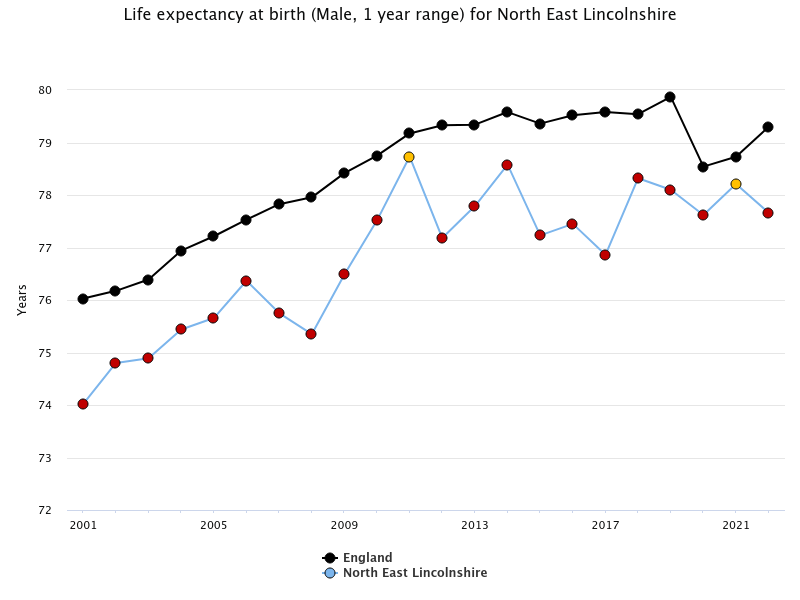 Life expectancy at birth (Male, 1 year range) for North East Lincolnshire
80
79
78
77
76
75
74
73
72
Years
2001 2005 2009 2013 2017 2021
England
North East Lincolnshire